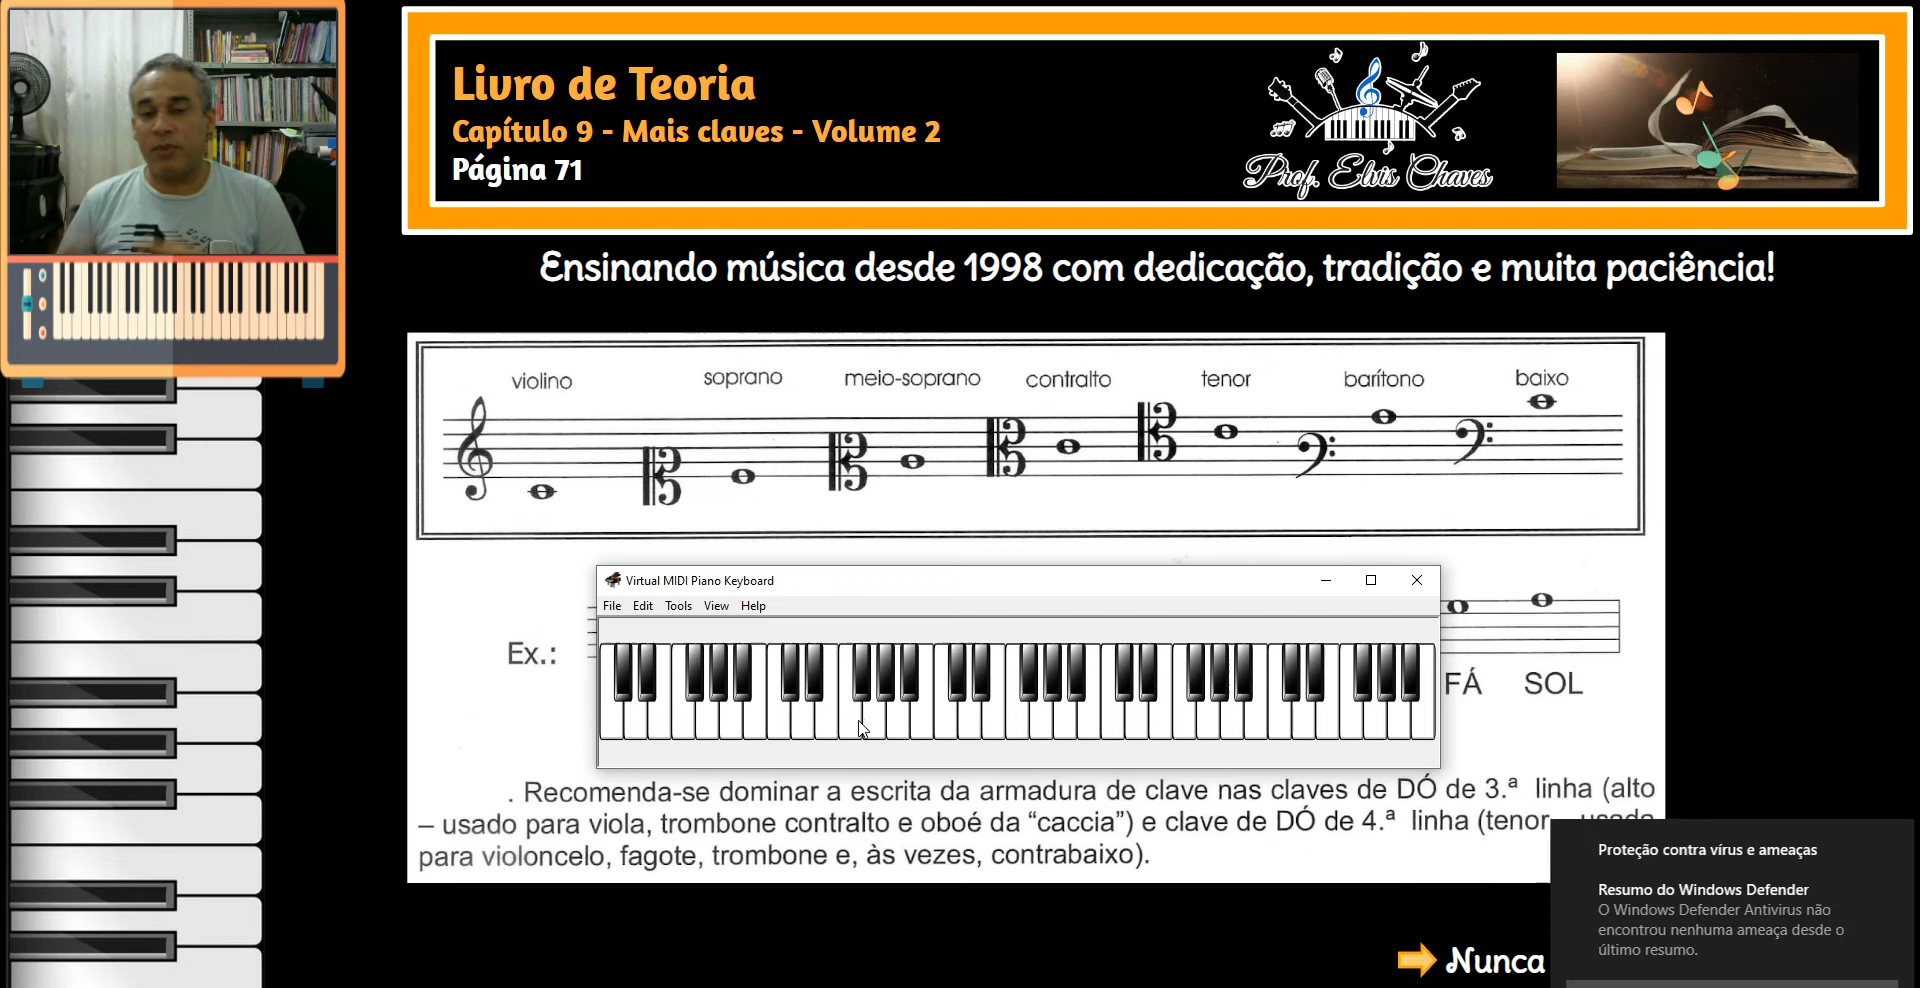 Livro de Teoria
Capítulo 9 - Mais claves - Volume 2
Página 71
Prof. Elvis Chaves
Ensinando música desde 1998 com dedicação, tradição e muita paciência!
violino soprano meio-soprano contralto tenor barítono baixo
Virtual MIDI Piano Keyboard
File Edit Tools View Help
Ex.:
FÁ SOL
. Recomenda-se dominar a escrita da armadura de clave nas claves de DÓ de 3.ª linha (alto
– usado para viola, trombone contralto e oboé da “caccia”) e clave de DÓ de 4.ª linha (tenor
para violoncelo, fagote, trombone e, às vezes, contrabaixo).
Proteção contra vírus e ameaças
Resumo do Windows Defender
O Windows Defender Antivirus não
encontrou nenhuma ameaça desde o
último resumo.
Nunca